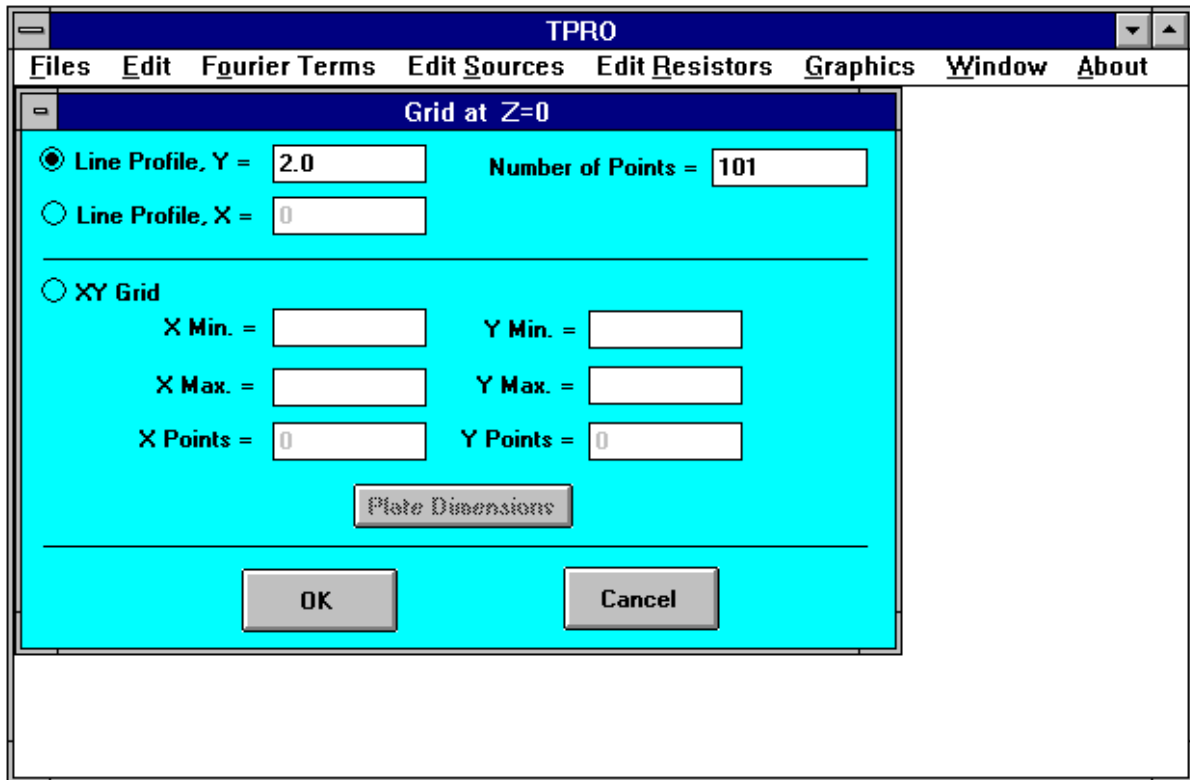 TPRO
Files Edit Fourier Terms Edit Sources Edit Resistors Graphics Window About
Grid at Z=0
Line Profile, Y = 2.0 Number of Points = 101
Line Profile, X = 0
XY Grid
X Min. = Y Min. =
X Max. = Y Max. =
X Points = 0 Y Points = 0
Plate Dimensions
OK Cancel